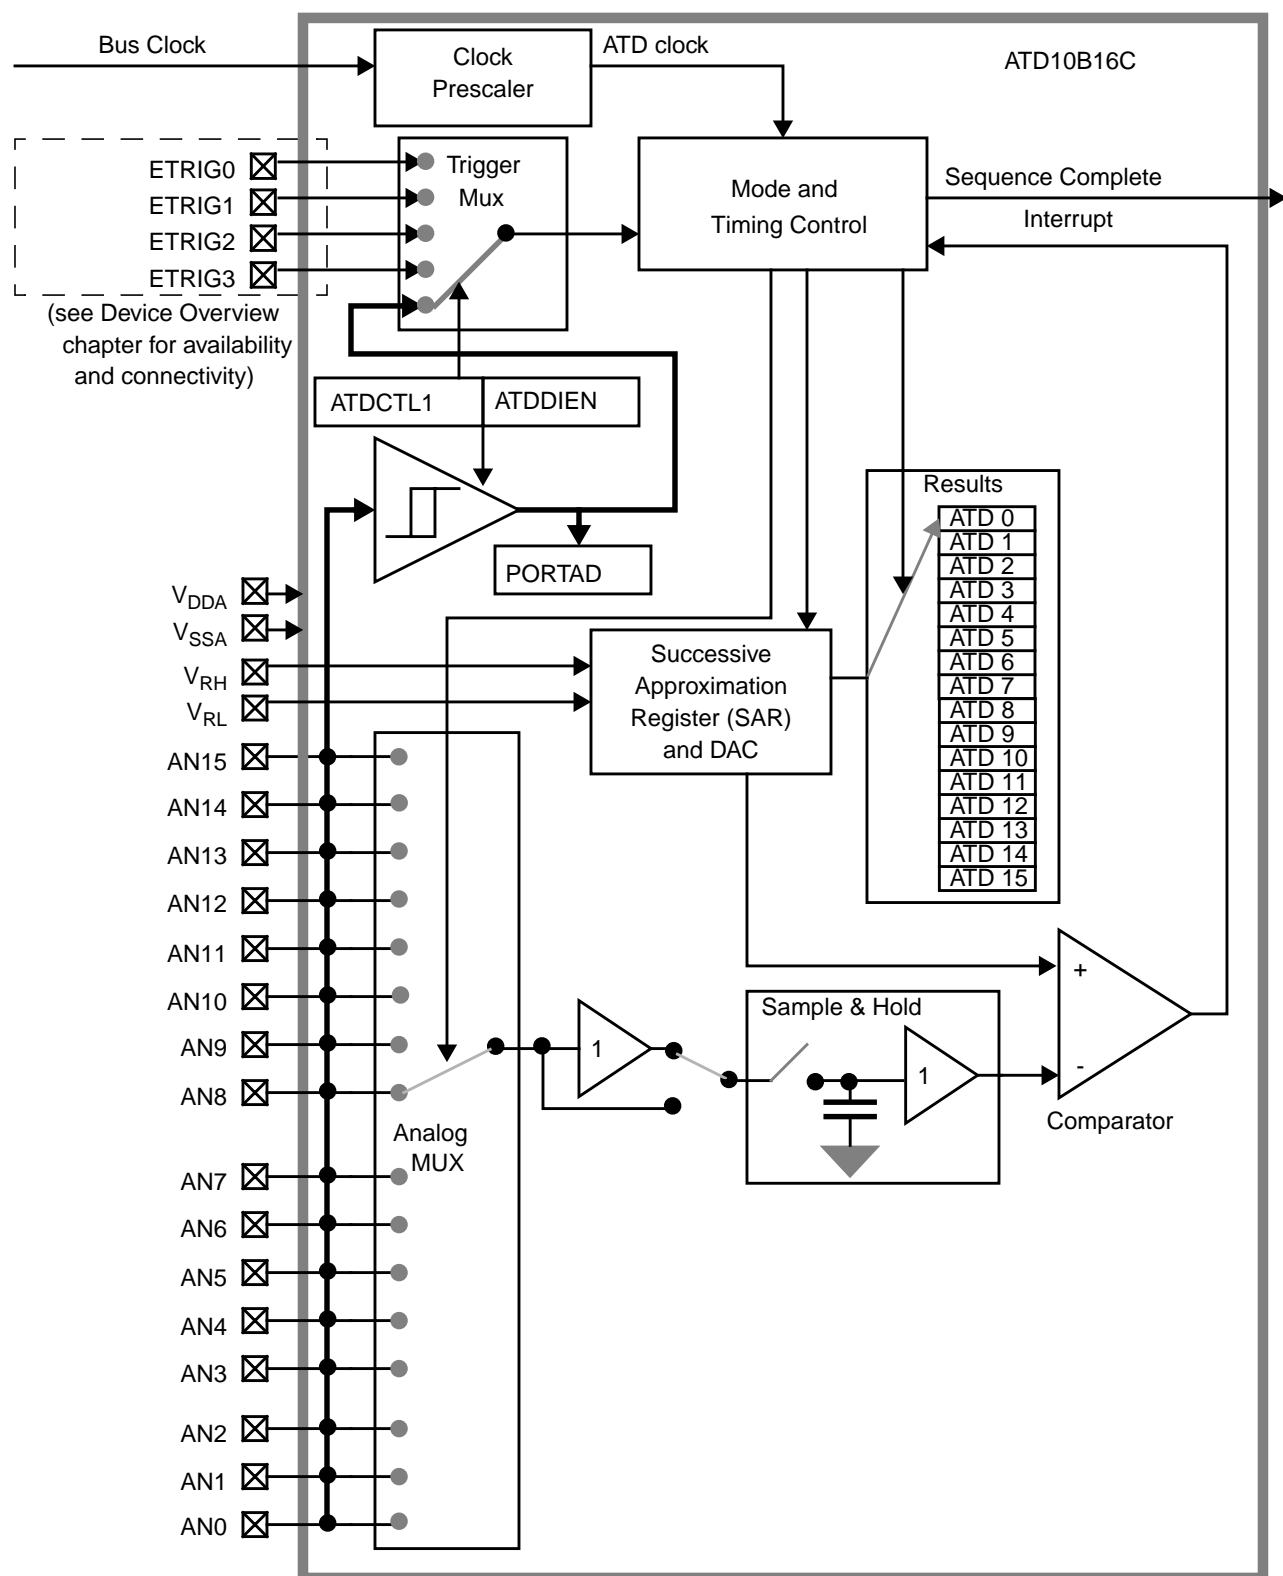 Bus Clock
Clock
Prescaler
ATD clock
ATD10B16C
ETRIG0
ETRIG1
ETRIG2
ETRIG3
(see Device Overview
chapter for availability
and connectivity)
Trigger
Mux
Mode and
Timing Control
Sequence Complete
Interrupt
ATDCTL1
ATDDIEN
PORTAD
Results
ATD 0
ATD 1
ATD 2
ATD 3
ATD 4
ATD 5
ATD 6
ATD 7
ATD 8
ATD 9
ATD 10
ATD 11
ATD 12
ATD 13
ATD 14
ATD 15
VDDA
VSSA
VRH
VRL
Successive
Approximation
Register (SAR)
and DAC
AN15
AN14
AN13
AN12
AN11
AN10
AN9
AN8
AN7
AN6
AN5
AN4
AN3
AN2
AN1
AN0
Analog
MUX
1
Sample & Hold
1
+
-
Comparator